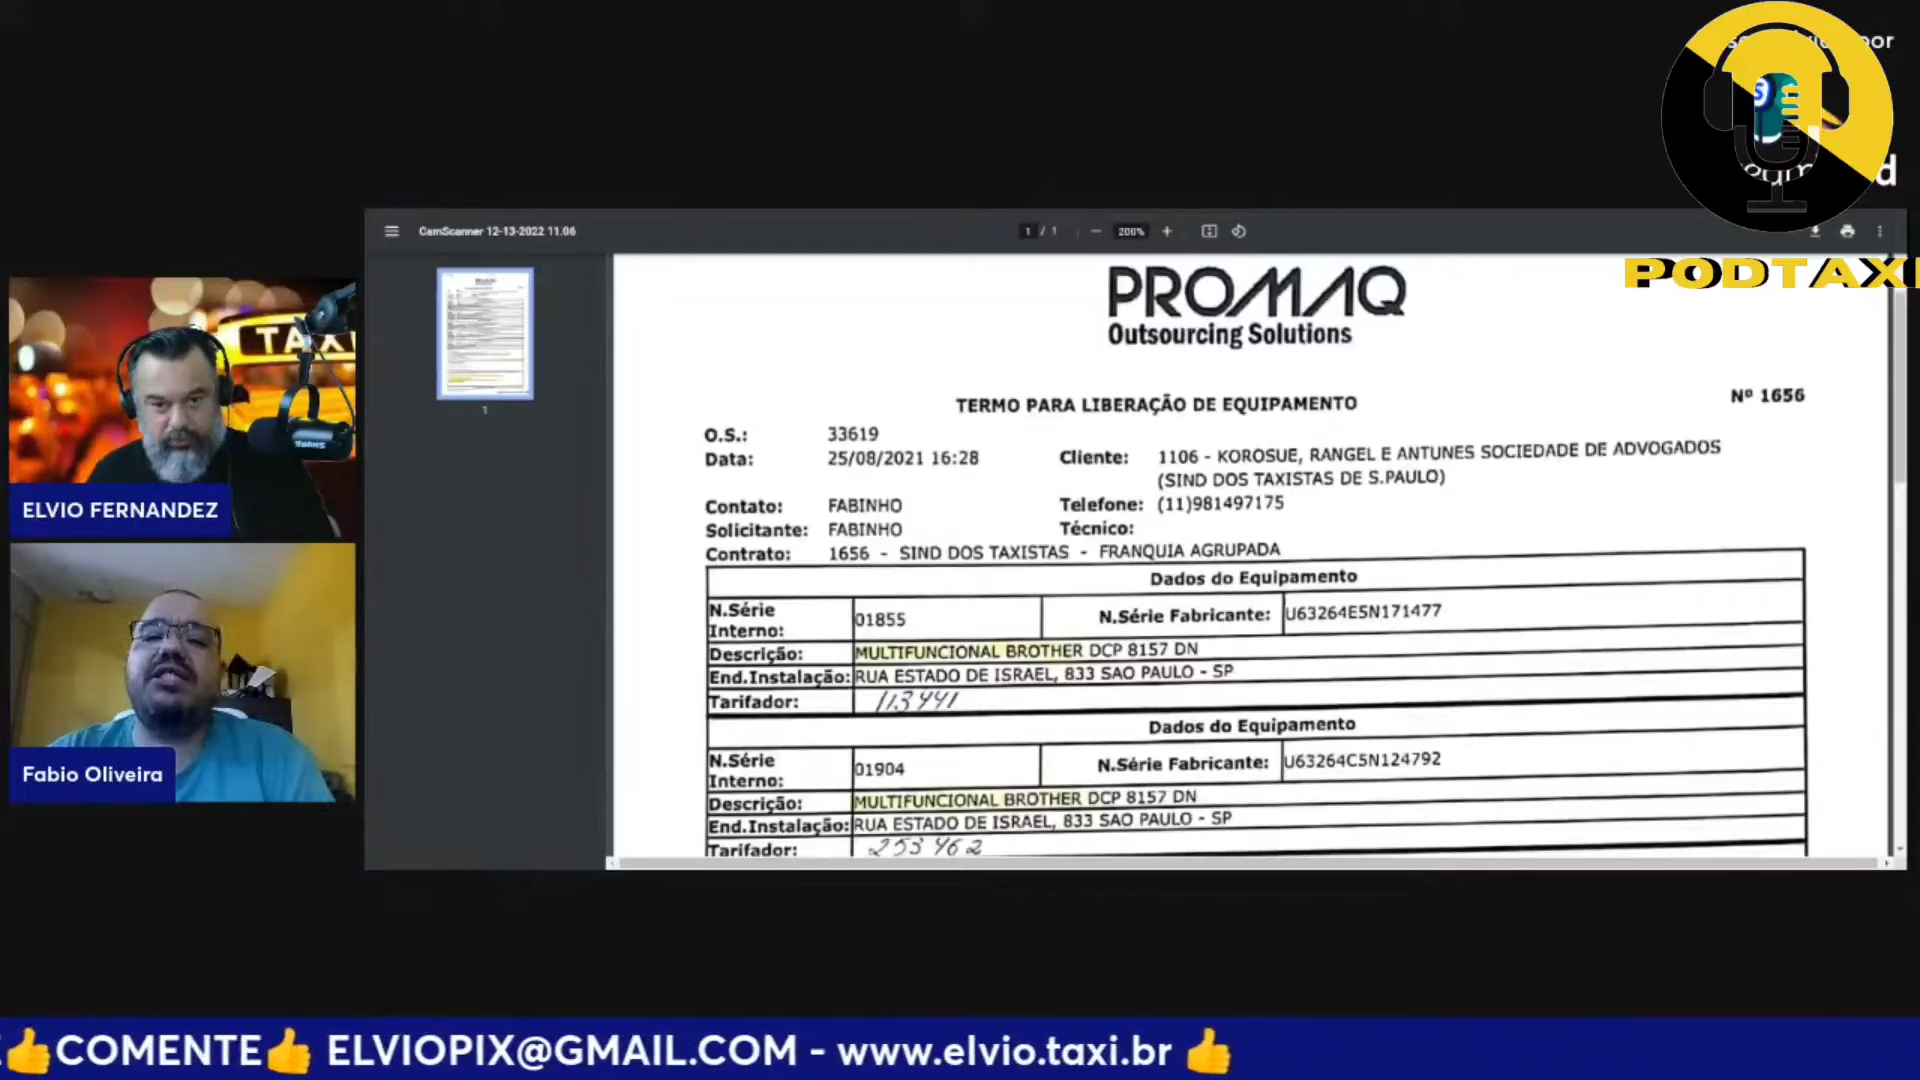 CamScanner 12-13-2022 11.06
1 / 1
200%
PODTAXI
PROMAQ
Outsourcing Solutions
TERMO PARA LIBERAÇÃO DE EQUIPAMENTO
Nº 1656
O.S.: 33619
Data: 25/08/2021 16:28
Cliente: 1106 - KOROSUE, RANGEL E ANTUNES SOCIEDADE DE ADVOGADOS
(SIND DOS TAXISTAS DE S.PAULO)
Contato: FABINHO
Telefone: (11)981497175
Solicitante: FABINHO
Técnico:
Contrato: 1656 - SIND DOS TAXISTAS - FRANQUIA AGRUPADA
Dados do Equipamento
N.Série
Interno:
01855
N.Série Fabricante: U63264E5N171477
Descrição: MULTIFUNCIONAL BROTHER DCP 8157 DN
End.Instalação: RUA ESTADO DE ISRAEL, 833 SAO PAULO - SP
Tarifador: 113441
Dados do Equipamento
N.Série
Interno:
01904
N.Série Fabricante: U63264C5N124792
Descrição: MULTIFUNCIONAL BROTHER DCP 8157 DN
End.Instalação: RUA ESTADO DE ISRAEL, 833 SAO PAULO - SP
Tarifador: 253462
1
TAXI
ELVIO FERNANDEZ
Fabio Oliveira
COMENTE ELVIOPIX@GMAIL.COM - www.elvio.taxi.br